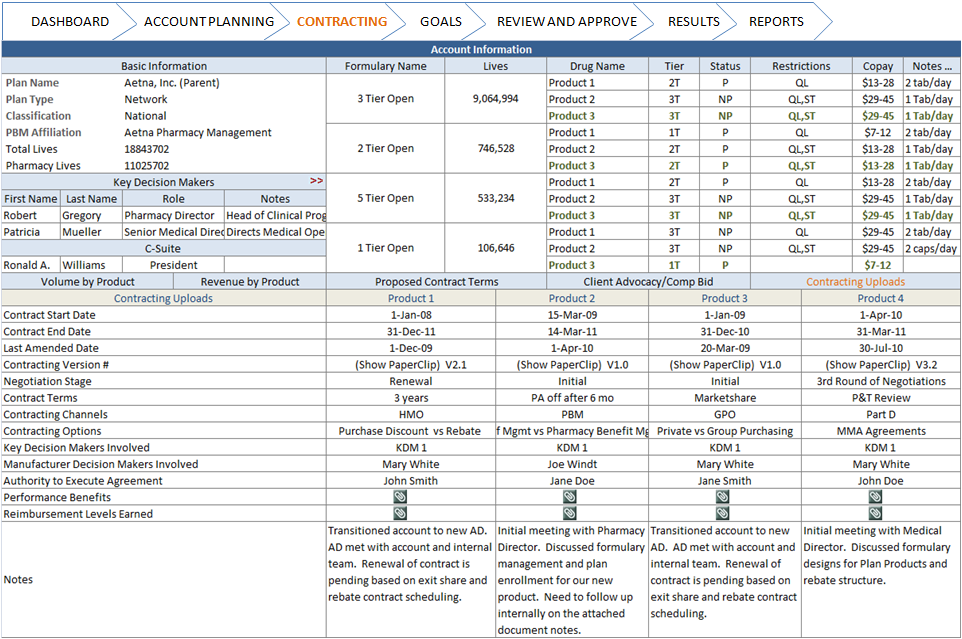 DASHBOARD ACCOUNT PLANNING CONTRACTING GOALS REVIEW AND APPROVE RESULTS REPORTS
Account Information
Basic Information Formulary Name Lives Drug Name Tier Status Restrictions Copay Notes ...
Plan Name Aetna, Inc. (Parent)
Plan Type Network
Classification National
PBM Affiliation Aetna Pharmacy Management
Total Lives 18843702
Pharmacy Lives 11025702
Key Decision Makers >>
First Name Last Name Role Notes
Robert Gregory Pharmacy Director Head of Clinical Prog
Patricia Mueller Senior Medical Direc Directs Medical Ope
C-Suite
Ronald A. Williams President
3 Tier Open 9,064,994
Product 1 2T P QL $13-28 2 tab/day
Product 2 3T NP QL,ST $29-45 1 Tab/day
Product 3 3T NP QL,ST $29-45 1 Tab/day
2 Tier Open 746,528
Product 1 1T P QL $7-12 2 tab/day
Product 2 2T P QL,ST $13-28 1 Tab/day
Product 3 2T P QL,ST $13-28 1 Tab/day
5 Tier Open 533,234
Product 1 2T P QL $13-28 2 tab/day
Product 2 3T NP QL,ST $29-45 1 Tab/day
Product 3 3T NP QL,ST $29-45 1 Tab/day
1 Tier Open 106,646
Product 1 3T NP QL,ST $29-45 2 tab/day
Product 2 3T NP QL,ST $29-45 2 caps/day
Product 3 1T P $7-12
Volume by Product Revenue by Product Proposed Contract Terms Client Advocacy/Comp Bid Contracting Uploads
Contracting Uploads Product 1 Product 2 Product 3 Product 4
Contract Start Date 1-Jan-08 15-Mar-09 1-Jan-09 1-Apr-10
Contract End Date 31-Dec-11 14-Mar-11 31-Dec-10 31-Mar-11
Last Amended Date 1-Dec-09 1-Apr-10 20-Mar-09 30-Jul-10
Contracting Version # (Show PaperClip) V2.1 (Show PaperClip) V1.0 (Show PaperClip) V1.0 (Show PaperClip) V3.2
Negotiation Stage Renewal Initial Initial 3rd Round of Negotiations
Contract Terms 3 years PA off after 6 mo Marketshare P&T Review
Contracting Channels HMO PBM GPO Part D
Contracting Options Purchase Discount vs Rebate f Mgmt vs Pharmacy Benefit Mg Private vs Group Purchasing MMA Agreements
Key Decision Makers Involved KDM 1 KDM 1 KDM 1 KDM 1
Manufacturer Decision Makers Involved Mary White Joe Windt Mary White Mary White
Authority to Execute Agreement John Smith Jane Doe Jane Smith John Doe
Performance Benefits
Reimbursement Levels Earned
Notes
Transitioned account to new AD.
AD met with account and internal
team. Renewal of contract is
pending based on exit share and
rebate contract scheduling.
Initial meeting with Pharmacy
Director. Discussed formulary
management and plan
enrollment for our new
product. Need to follow up
internally on the attached
document notes.
Transitioned account to new
AD. AD met with account and
internal team. Renewal of
contract is pending based on
exit share and rebate contract
scheduling.
Initial meeting with Medical
Director. Discussed formulary
designs for Plan Products and
rebate structure.